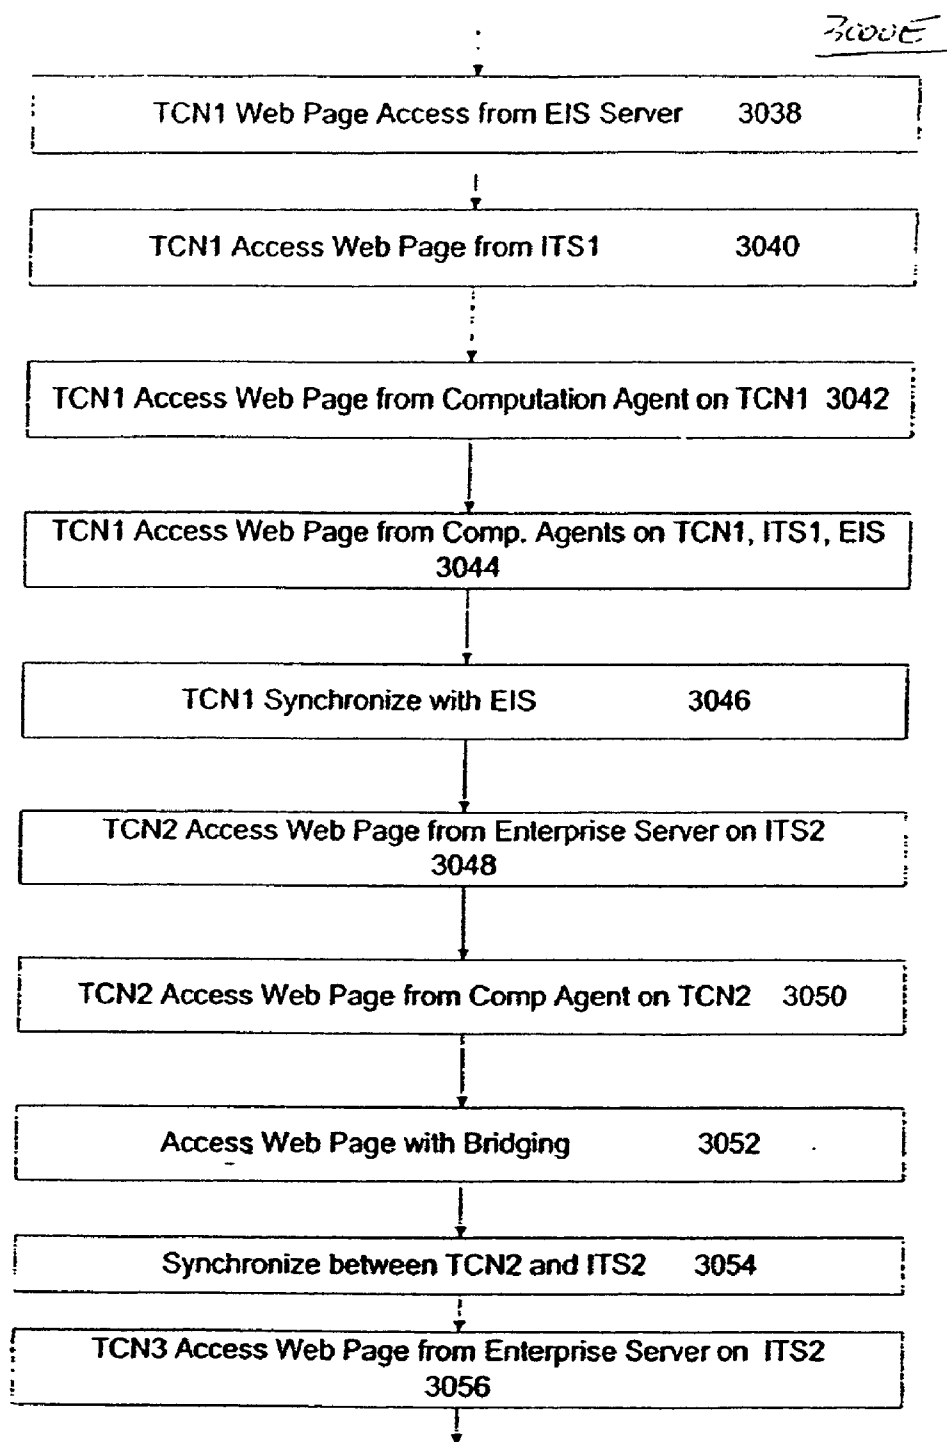 3000E
TCN1 Web Page Access from EIS Server 3038
TCN1 Access Web Page from ITS1 3040
TCN1 Access Web Page from Computation Agent on TCN1 3042
TCN1 Access Web Page from Comp. Agents on TCN1, ITS1, EIS
3044
TCN1 Synchronize with EIS 3046
TCN2 Access Web Page from Enterprise Server on ITS2
3048
TCN2 Access Web Page from Comp Agent on TCN2 3050
Access Web Page with Bridging 3052
Synchronize between TCN2 and ITS2 3054
TCN3 Access Web Page from Enterprise Server on ITS2
3056